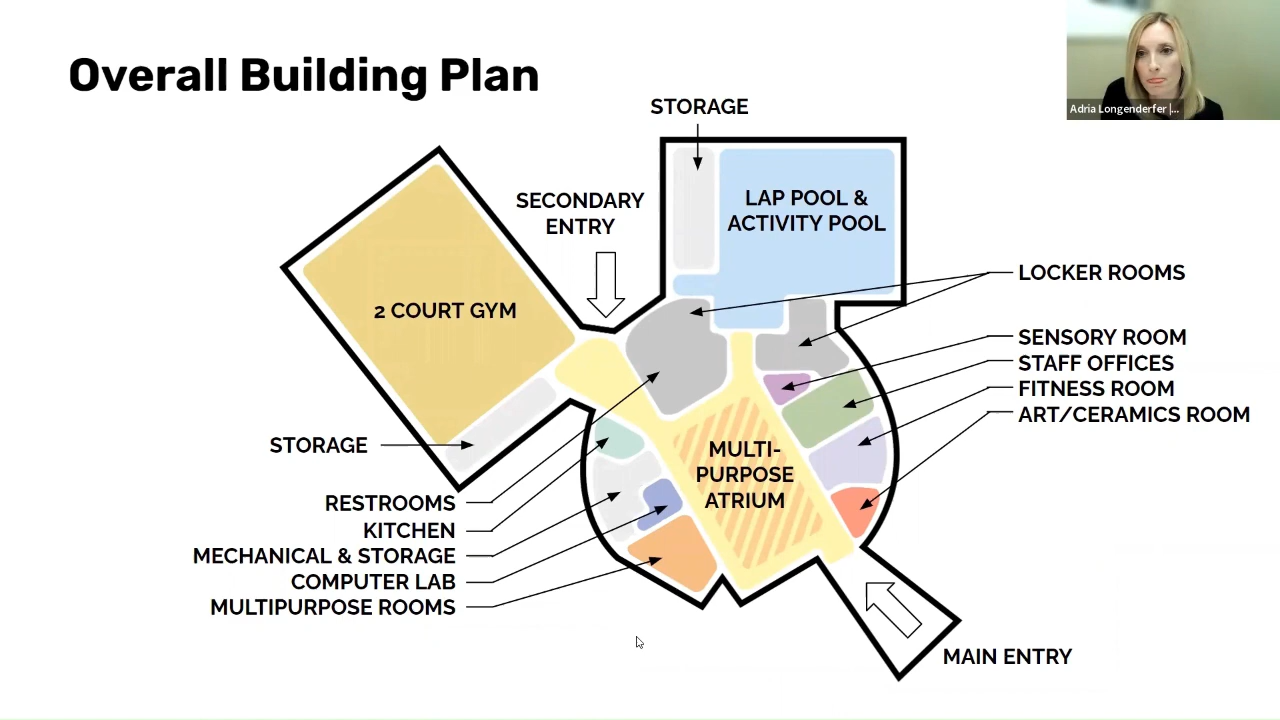 Overall Building Plan
Adria Longenderfer |...
STORAGE
SECONDARY
ENTRY
LAP POOL &
ACTIVITY POOL
LOCKER ROOMS
2 COURT GYM
SENSORY ROOM
STAFF OFFICES
FITNESS ROOM
ART/CERAMICS ROOM
STORAGE
MULTI-
PURPOSE
ATRIUM
RESTROOMS
KITCHEN
MECHANICAL & STORAGE
COMPUTER LAB
MULTIPURPOSE ROOMS
MAIN ENTRY